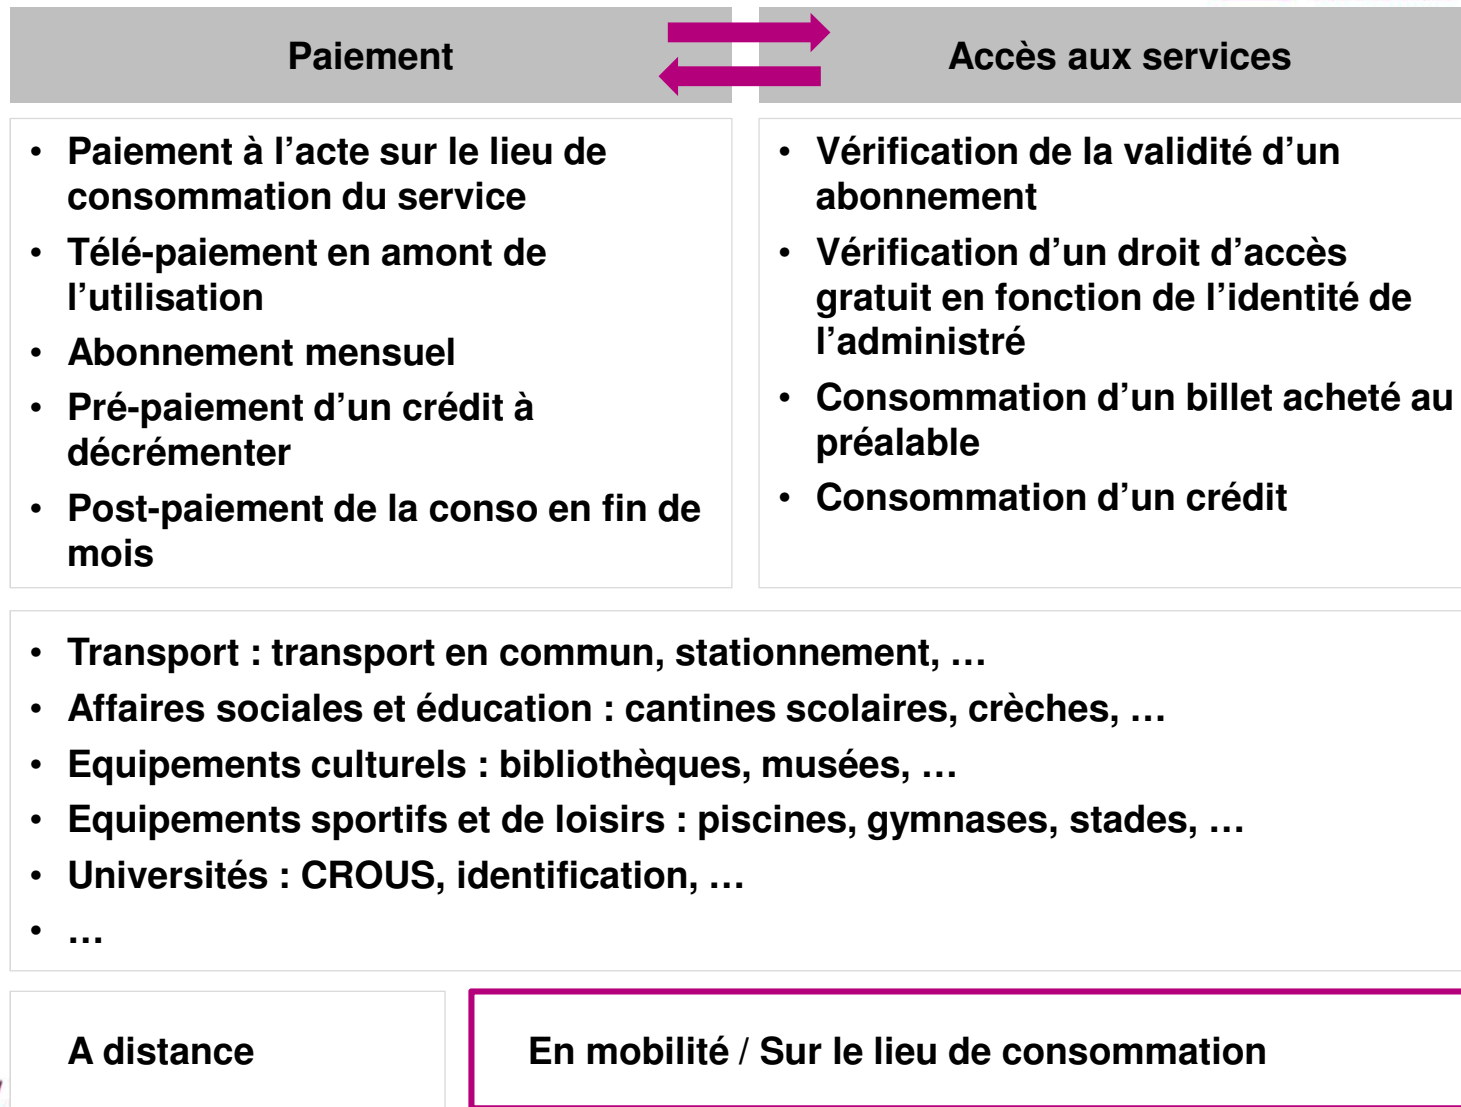 Paiement
Accès aux services
• Paiement à l’acte sur le lieu de
consommation du service
• Télé-paiement en amont de
l’utilisation
• Abonnement mensuel
• Pré-paiement d’un crédit à
décrémenter
• Post-paiement de la conso en fin de
mois
• Vérification de la validité d’un
abonnement
• Vérification d’un droit d’accès
gratuit en fonction de l’identité de
l’administré
• Consommation d’un billet acheté au
préalable
• Consommation d’un crédit
• Transport : transport en commun, stationnement, …
• Affaires sociales et éducation : cantines scolaires, crèches, …
• Equipements culturels : bibliothèques, musées, …
• Equipements sportifs et de loisirs : piscines, gymnases, stades, …
• Universités : CROUS, identification, …
• …
A distance
En mobilité / Sur le lieu de consommation